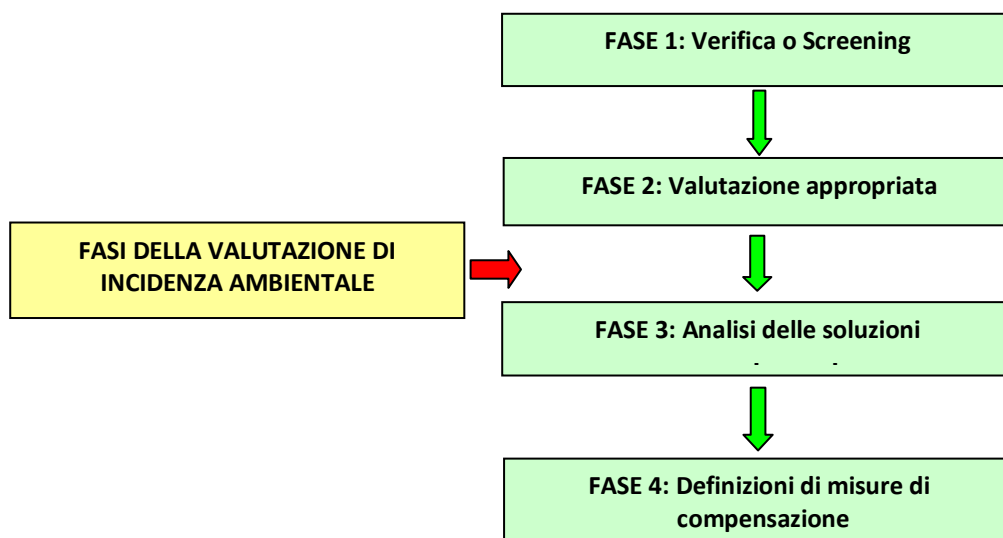 FASE 1: Verifica o Screening
FASE 2: Valutazione appropriata
FASI DELLA VALUTAZIONE DI
INCIDENZA AMBIENTALE
FASE 3: Analisi delle soluzioni
FASE 4: Definizioni di misure di
compensazione